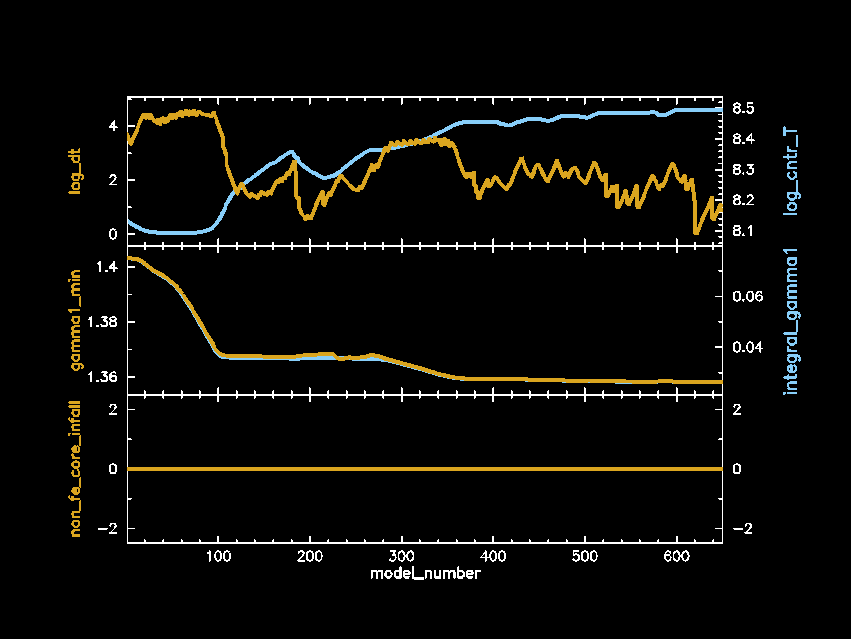 log_dt
4
2
0
8.5
8.4
8.3
8.2
8.1
log_cntr_T
gamma1_min
1.4
1.38
1.36
0.06
0.04
integral_gamma1
non_fe_core_infall
2
0
−2
2
0
−2
100 200 300 400 500 600
model_number